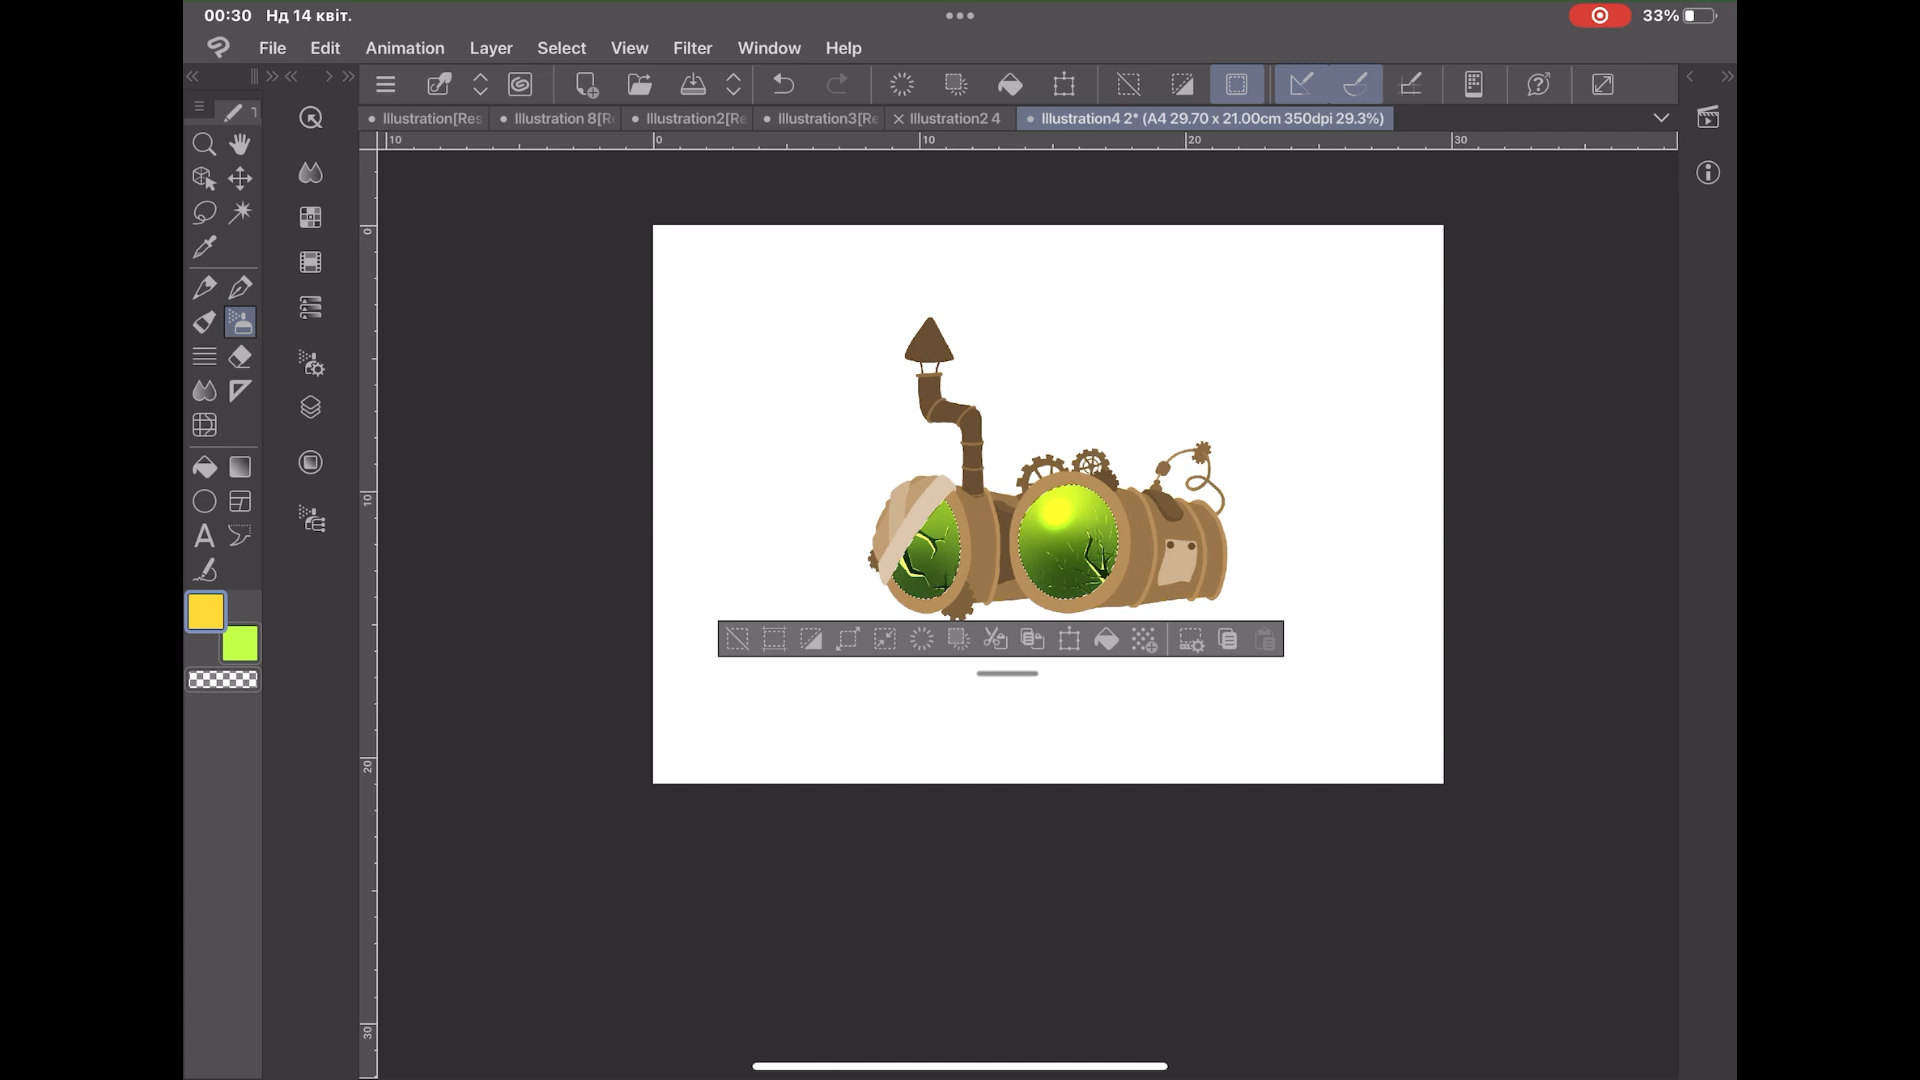 00:30 Нд 14 квіт.
33%
File Edit Animation Layer Select View Filter Window Help
Illustration[Res Illustration 8[R Illustration2[Re Illustration3[Re Illustration2 4 Illustration4 2* (A4 29.70 x 21.00cm 350dpi 29.3%)
10 0 10 20 30
0
10
20
30